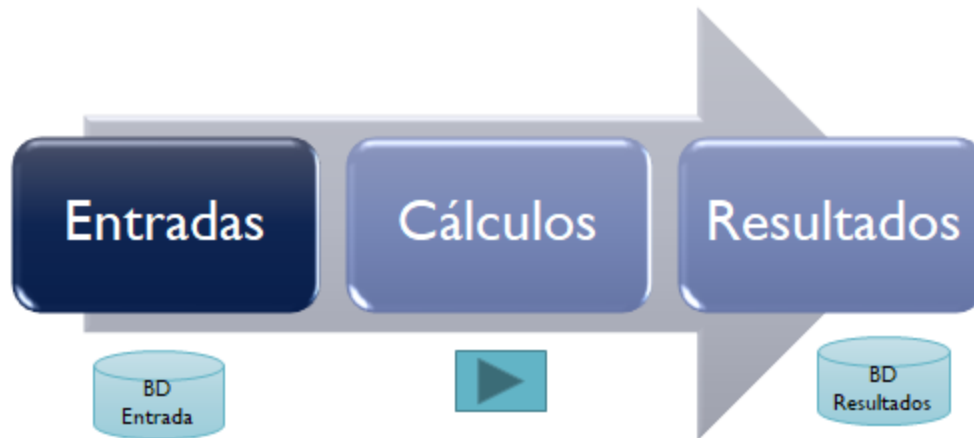 Entradas
Cálculos
Resultados
BD
Entrada
BD
Resultados